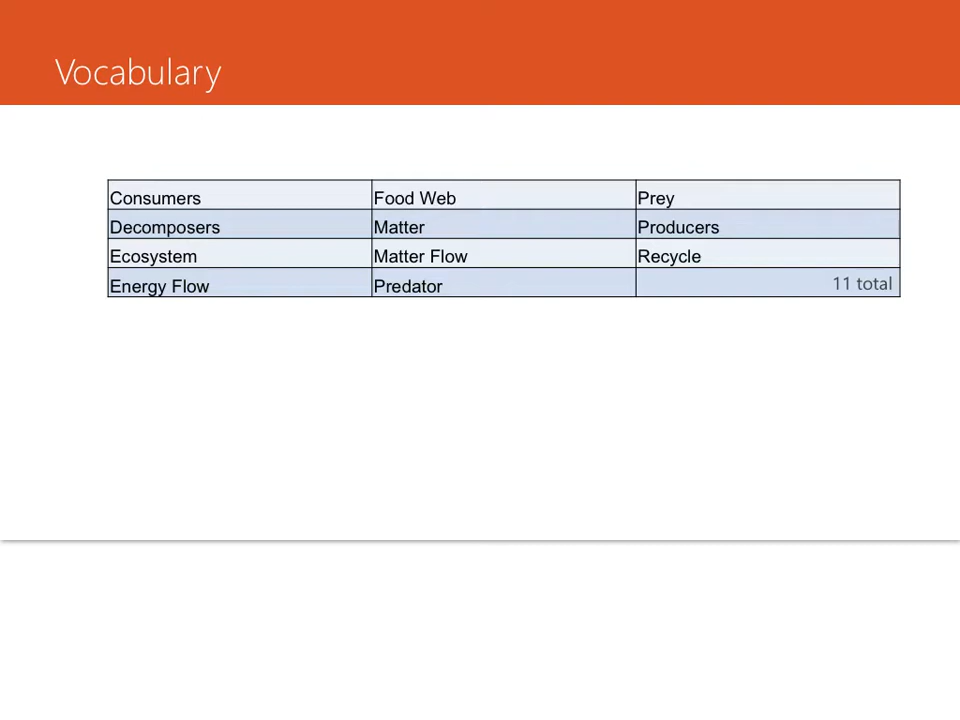 Vocabulary
Consumers Food Web Prey
Decomposers Matter Producers
Ecosystem Matter Flow Recycle
Energy Flow Predator 11 total